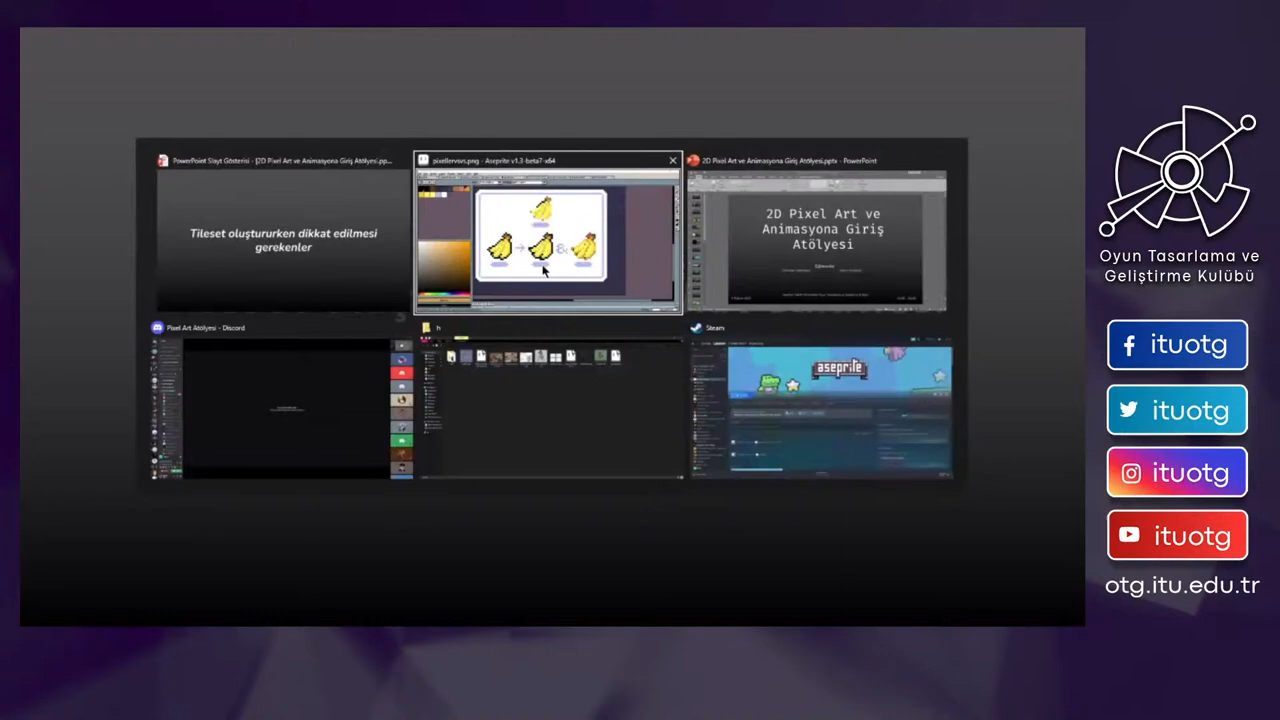 PowerPoint Slayt Gösterisi - [2D Pixel Art ve Animasyona Giriş Atölyesi.pp...
Tileset oluştururken dikkat edilmesi
gerekenler
pixellervsvs.png - Aseprite v1.3-beta7-x64
2D Pixel Art ve Animasyona Giriş Atölyesi.pptx - PowerPoint
2D Pixel Art ve
Animasyona Giriş
Atölyesi
Pixel Art Atölyesi - Discord
h
Steam
aseprite
Oyun Tasarlama ve
Geliştirme Kulübü
ituotg
ituotg
ituotg
ituotg
otg.itu.edu.tr